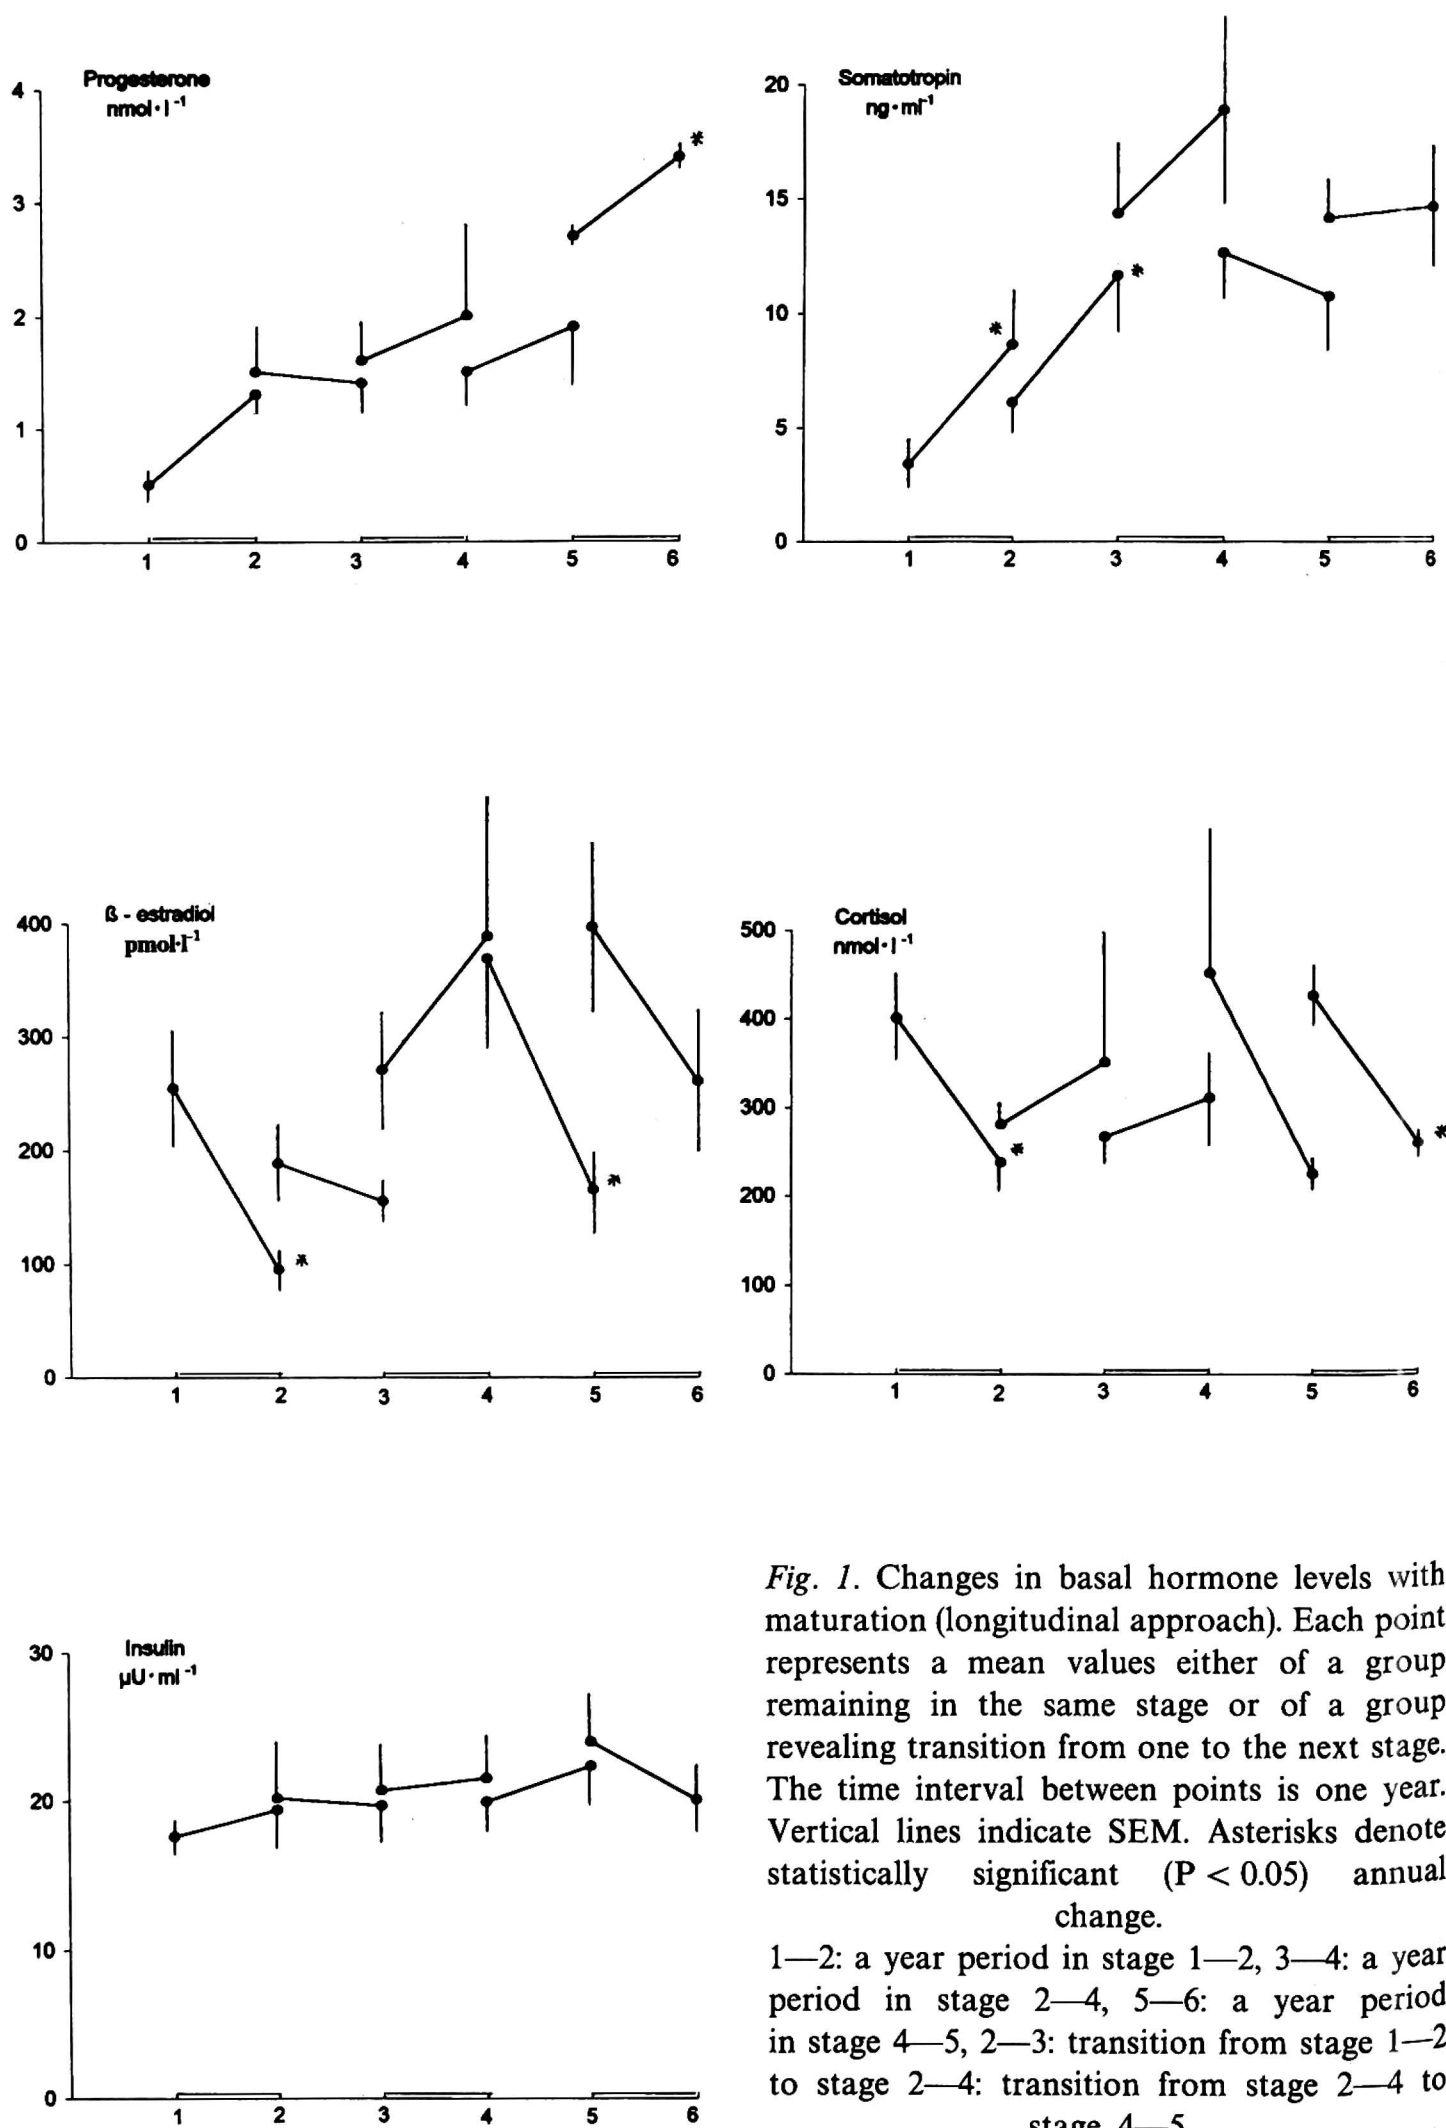 Progesterone
nmol·l⁻¹
4
3
2
1
0
1 2 3 4 5 6
*
Somatotropin
ng·ml⁻¹
20
15
10
5
0
1 2 3 4 5 6
*
*
ß - estradiol
pmol·l⁻¹
400
300
200
100
0
1 2 3 4 5 6
*
*
Cortisol
nmol·l⁻¹
500
400
300
200
100
0
1 2 3 4 5 6
*
*
Insulin
µU·ml⁻¹
30
20
10
0
1 2 3 4 5 6
Fig. 1. Changes in basal hormone levels with
maturation (longitudinal approach). Each point
represents a mean values either of a group
remaining in the same stage or of a group
revealing transition from one to the next stage.
The time interval between points is one year.
Vertical lines indicate SEM. Asterisks denote
statistically significant (P < 0.05) annual
change.
1—2: a year period in stage 1—2, 3—4: a year
period in stage 2—4, 5—6: a year period
in stage 4—5, 2—3: transition from stage 1—2
to stage 2—4: transition from stage 2—4 to
stage 4—5